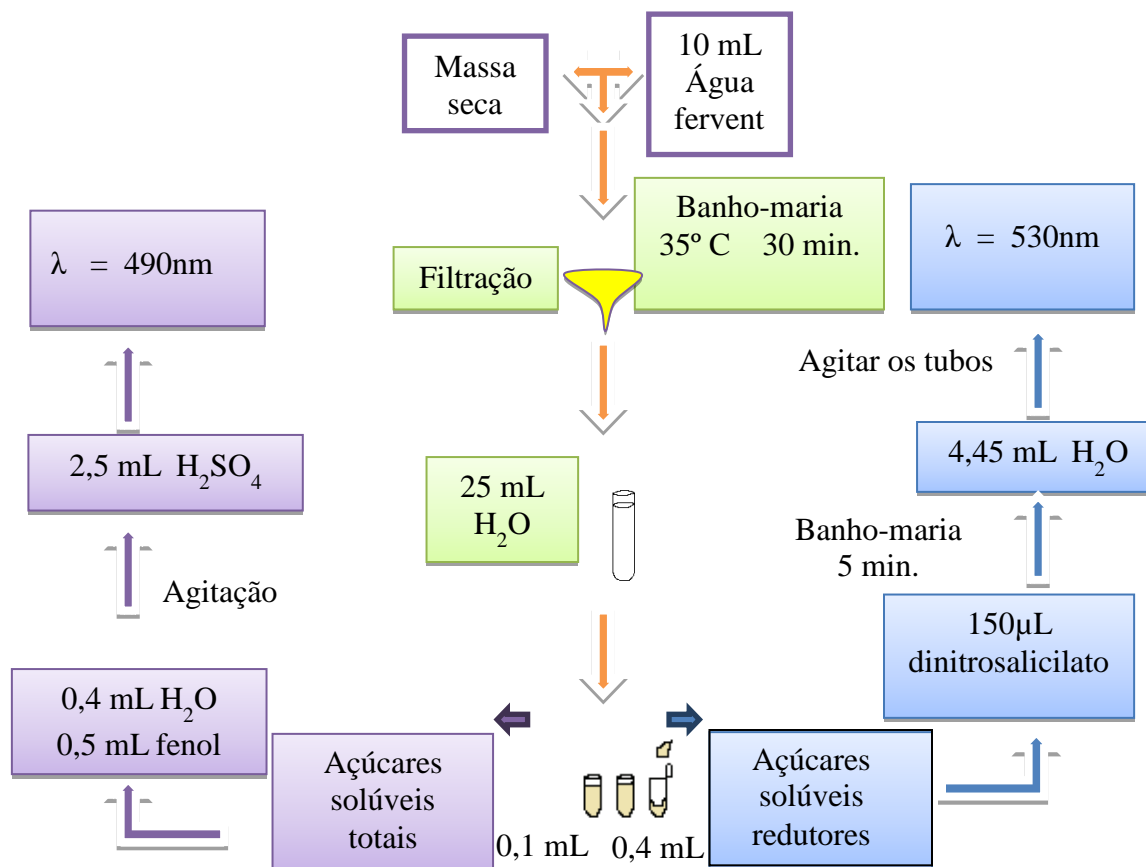 Massa
seca
10 mL
Água
fervent
Banho-maria
35º C 30 min.
Filtração
25 mL
H₂O
0,1 mL 0,4 mL
Açúcares
solúveis
totais
0,4 mL H₂O
0,5 mL fenol
Agitação
2,5 mL H₂SO₄
λ = 490nm
Açúcares
solúveis
redutores
150µL
dinitrosalicilato
Banho-maria
5 min.
4,45 mL H₂O
Agitar os tubos
λ = 530nm